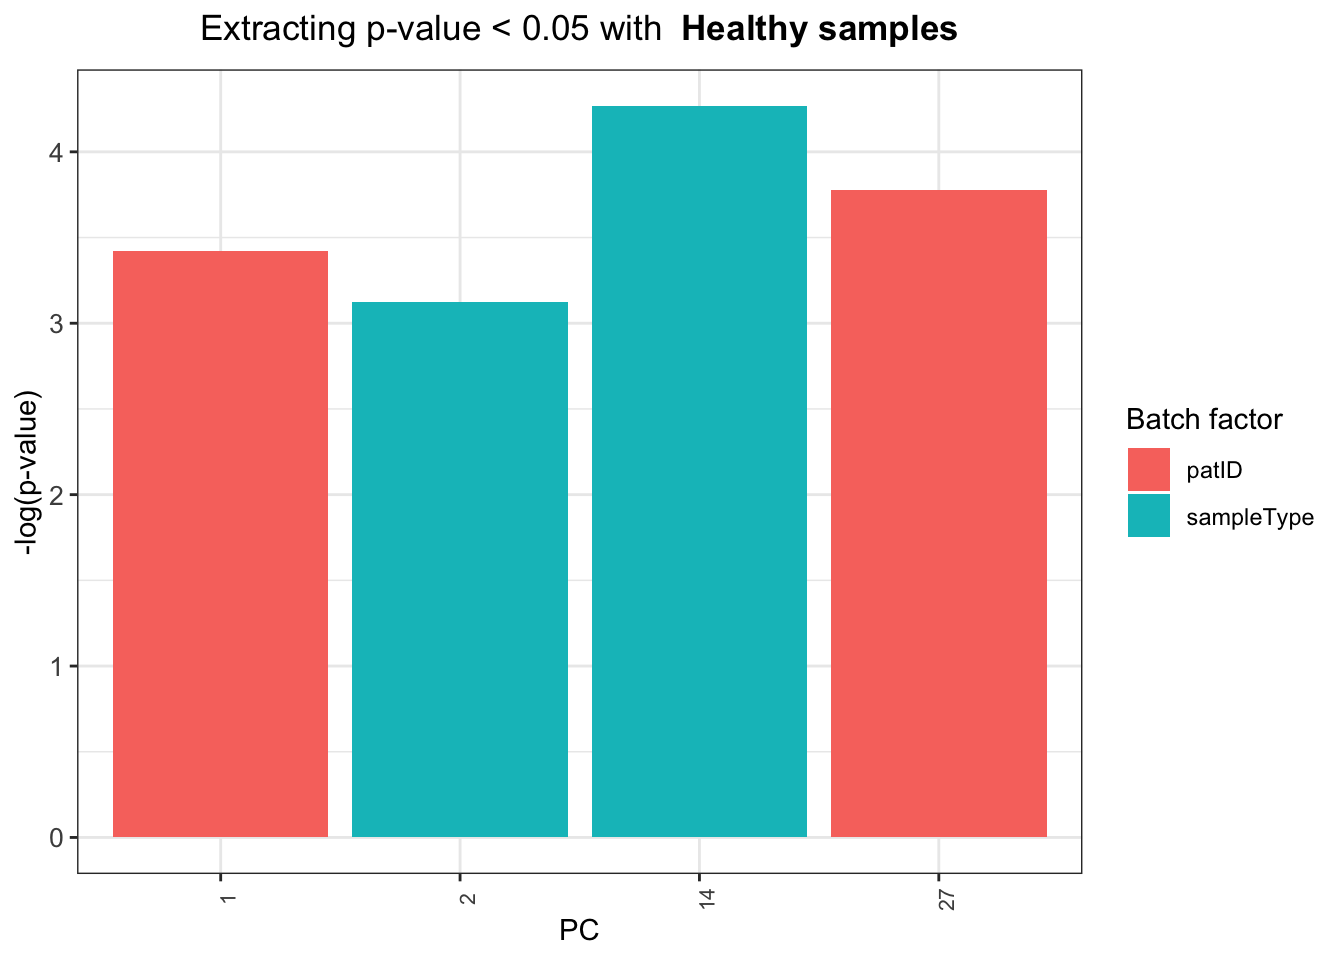 Extracting p-value < 0.05 with  Healthy samples
4
3
2
1
0
-log(p-value)
1
2
14
27
PC
Batch factor
patID
sampleType